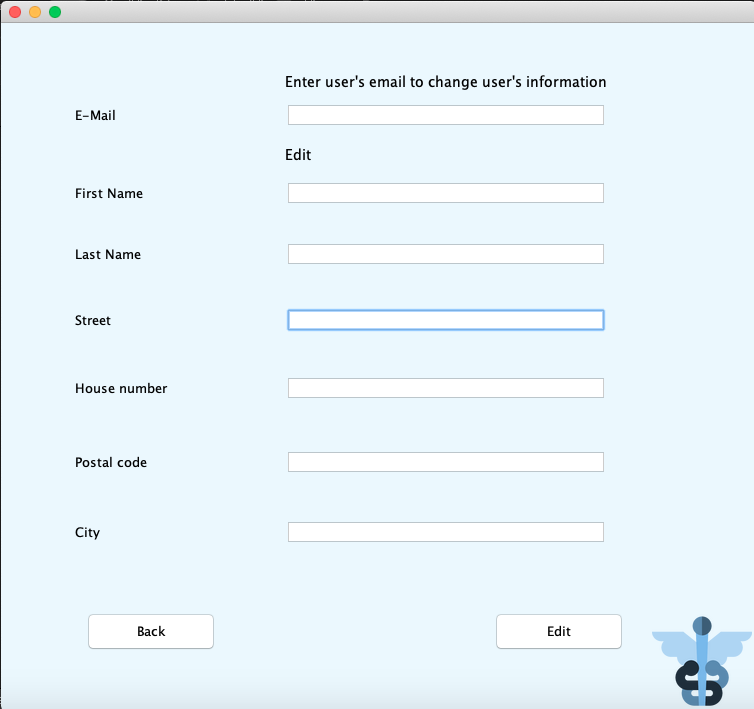 Enter user's email to change user's information
E-Mail
Edit
First Name
Last Name
Street
House number
Postal code
City
Back
Edit